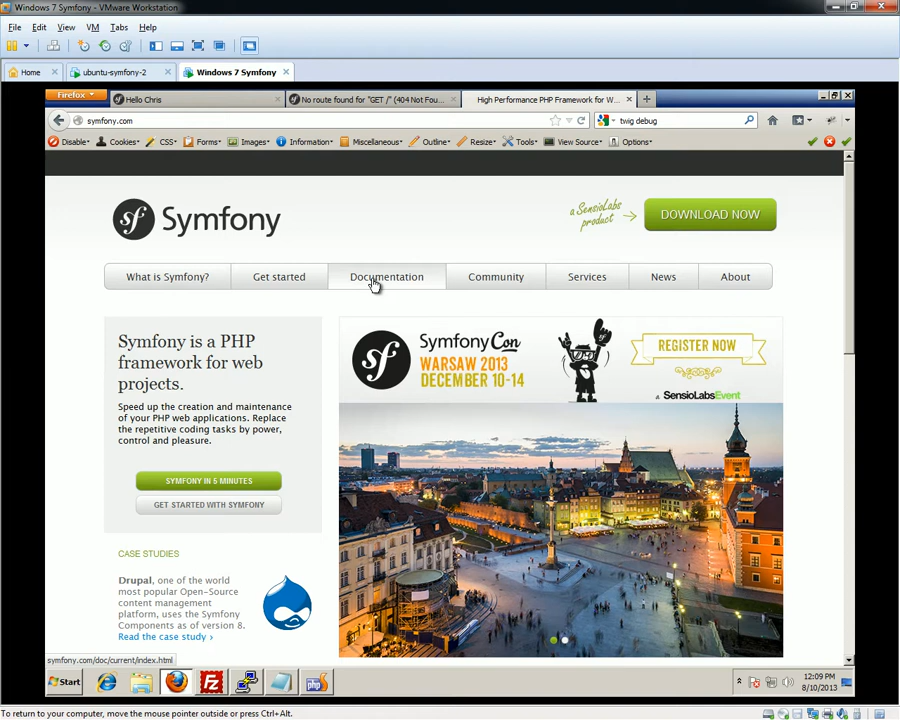 Windows 7 Symfony - VMware Workstation
File Edit View VM Tabs Help
Home ubuntu-symfony-2 Windows 7 Symfony
Firefox Hello Chris No route found for "GET /" (404 Not Fou... High Performance PHP Framework for W...
symfony.com twig debug
Disable Cookies CSS Forms Images Information Miscellaneous Outline Resize Tools View Source Options
sf Symfony
a SensioLabs product
DOWNLOAD NOW
What is Symfony? Get started Documentation Community Services News About
Symfony is a PHP
framework for web
projects.
Speed up the creation and maintenance
of your PHP web applications. Replace
the repetitive coding tasks by power,
control and pleasure.
SYMFONY IN 5 MINUTES
GET STARTED WITH SYMFONY
sf SymfonyCon
WARSAW 2013
DECEMBER 10-14
REGISTER NOW
a SensioLabsEvent
CASE STUDIES
Drupal, one of the world
most popular Open-Source
content management
platform, uses the Symfony
Components as of version 8.
Read the case study ›
symfony.com/doc/current/index.html
Start
12:09 PM
8/10/2013
To return to your computer, move the mouse pointer outside or press Ctrl+Alt.